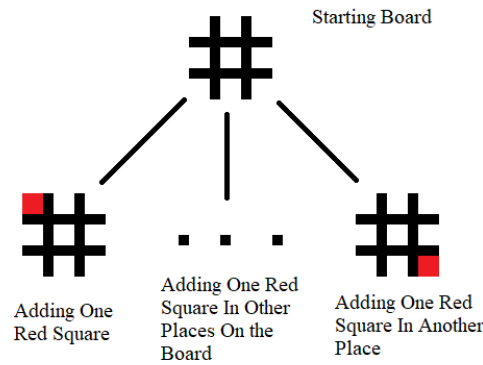 Starting Board
Adding One
Red Square
Adding One Red
Square In Other
Places On the
Board
Adding One Red
Square In Another
Place